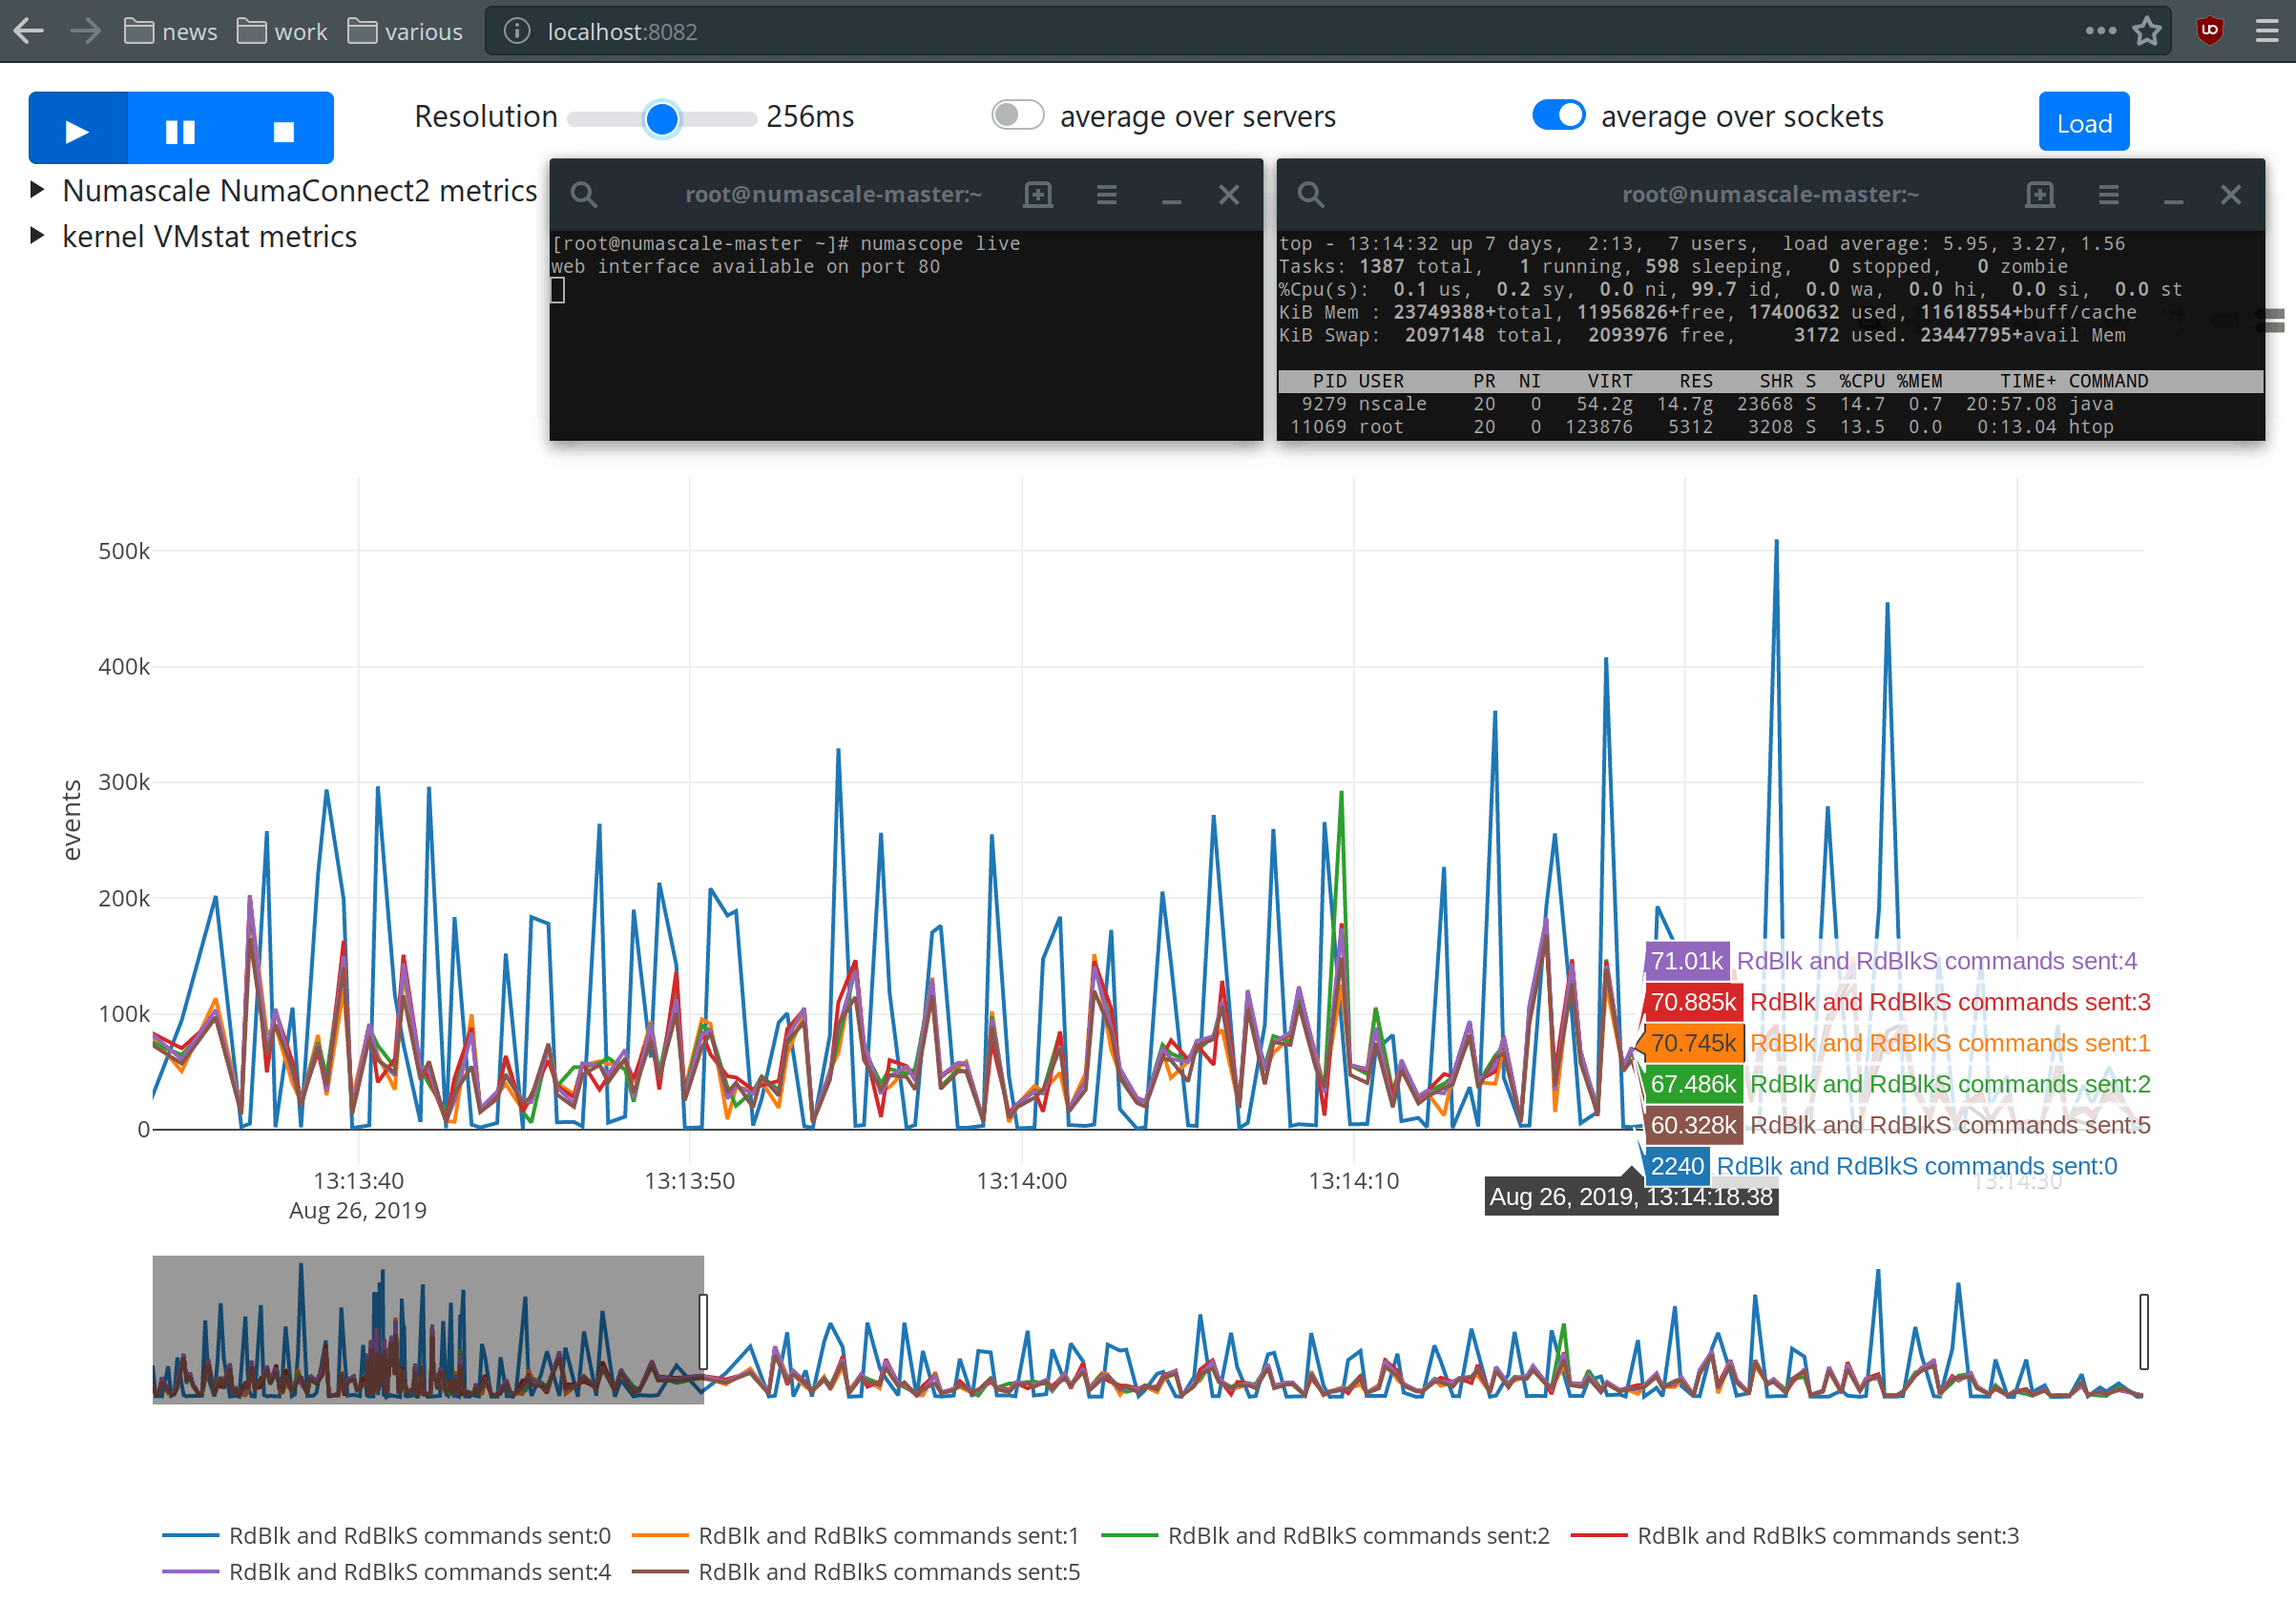 news work various localhost:8082
Resolution 256ms average over servers average over sockets Load
Numascale NumaConnect2 metrics
kernel VMstat metrics
root@numascale-master:~
[root@numascale-master ~]# numascope live
web interface available on port 80
root@numascale-master:~
top - 13:14:32 up 7 days,  2:13,  7 users,  load average: 5.95, 3.27, 1.56
Tasks: 1387 total,   1 running, 598 sleeping,   0 stopped,   0 zombie
%Cpu(s):  0.1 us,  0.2 sy,  0.0 ni, 99.7 id,  0.0 wa,  0.0 hi,  0.0 si,  0.0 st
KiB Mem : 23749388+total, 11956826+free, 17400632 used, 11618554+buff/cache
KiB Swap:  2097148 total,  2093976 free,     3172 used. 23447795+avail Mem
PID USER PR NI VIRT RES SHR S %CPU %MEM TIME+ COMMAND
9279 nscale 20 0 54.2g 14.7g 23668 S 14.7 0.7 20:57.08 java
11069 root 20 0 123876 5312 3208 S 13.5 0.0 0:13.04 htop
events
500k
400k
300k
200k
100k
0
71.01k RdBlk and RdBlkS commands sent:4
70.885k RdBlk and RdBlkS commands sent:3
70.745k RdBlk and RdBlkS commands sent:1
67.486k RdBlk and RdBlkS commands sent:2
60.328k RdBlk and RdBlkS commands sent:5
2240 RdBlk and RdBlkS commands sent:0
13:13:40 13:13:50 13:14:00 13:14:10 13:14:30
Aug 26, 2019
Aug 26, 2019, 13:14:18.38
RdBlk and RdBlkS commands sent:0 RdBlk and RdBlkS commands sent:1 RdBlk and RdBlkS commands sent:2 RdBlk and RdBlkS commands sent:3
RdBlk and RdBlkS commands sent:4 RdBlk and RdBlkS commands sent:5